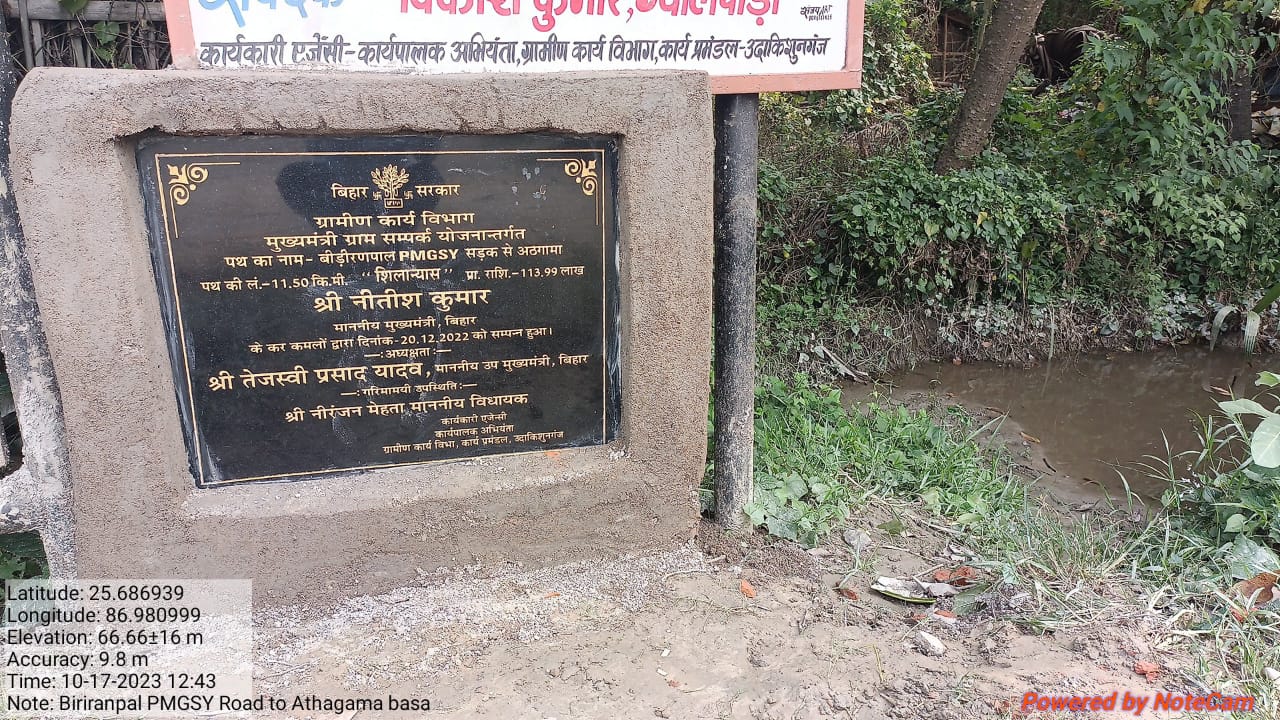 विकाश कुमार, ग्वालपाड़ा
कार्यकारी एजेंसी- कार्यपालक अभियंता, ग्रामीण कार्य विभाग, कार्य प्रमंडल-उदाकिशुनगंज
बिहार सरकार
ग्रामीण कार्य विभाग
मुख्यमंत्री ग्राम सम्पर्क योजनान्तर्गत
पथ का नाम- बीड़ीरणपाल PMGSY सड़क से अठगामा
पथ की लं.-11.50 कि.मी. "शिलान्यास" प्रा. राशि.-113.99 लाख
श्री नीतीश कुमार
माननीय मुख्यमंत्री, बिहार
के कर कमलों द्वारा दिनांक-20.12.2022 को सम्पन्न हुआ।
—:अध्यक्षता:—
श्री तेजस्वी प्रसाद यादव, माननीय उप मुख्यमंत्री, बिहार
—:गरिमामयी उपस्थिति:—
श्री नीरंजन मेहता माननीय विधायक
कार्यकारी एजेन्सी
कार्यपालक अभियंता
ग्रामीण कार्य विभा, कार्य प्रमंडल, उदाकिशुनगंज
Latitude: 25.686939
Longitude: 86.980999
Elevation: 66.66±16 m
Accuracy: 9.8 m
Time: 10-17-2023 12:43
Note: Biriranpal PMGSY Road to Athagama basa
Powered by NoteCam